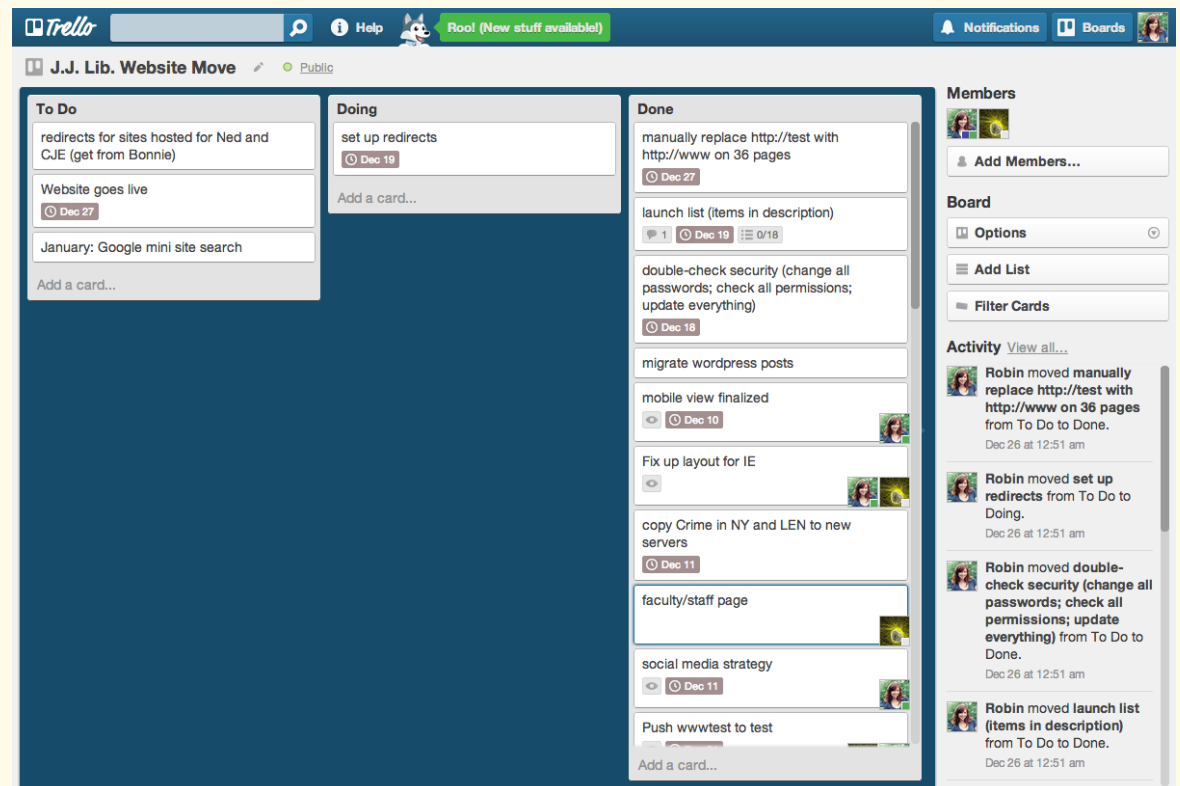 Trello
Help
Roo! (New stuff available!)
Notifications
Boards
J.J. Lib. Website Move
Public
To Do
redirects for sites hosted for Ned and
CJE (get from Bonnie)
Website goes live
Dec 27
January: Google mini site search
Add a card...
Doing
set up redirects
Dec 19
Add a card...
Done
manually replace http://test with
http://www on 36 pages
Dec 27
launch list (items in description)
1 Dec 19 0/18
double-check security (change all
passwords; check all permissions;
update everything)
Dec 18
migrate wordpress posts
mobile view finalized
Dec 10
Fix up layout for IE
copy Crime in NY and LEN to new
servers
Dec 11
faculty/staff page
social media strategy
Dec 11
Push wwwtest to test
Add a card...
Members
Add Members...
Board
Options
Add List
Filter Cards
Activity View all...
Robin moved manually
replace http://test with
http://www on 36 pages
from To Do to Done.
Dec 26 at 12:51 am
Robin moved set up
redirects from To Do to
Doing.
Dec 26 at 12:51 am
Robin moved double-
check security (change all
passwords; check all
permissions; update
everything) from To Do to
Done.
Dec 26 at 12:51 am
Robin moved launch list
(items in description)
from To Do to Done.
Dec 26 at 12:51 am